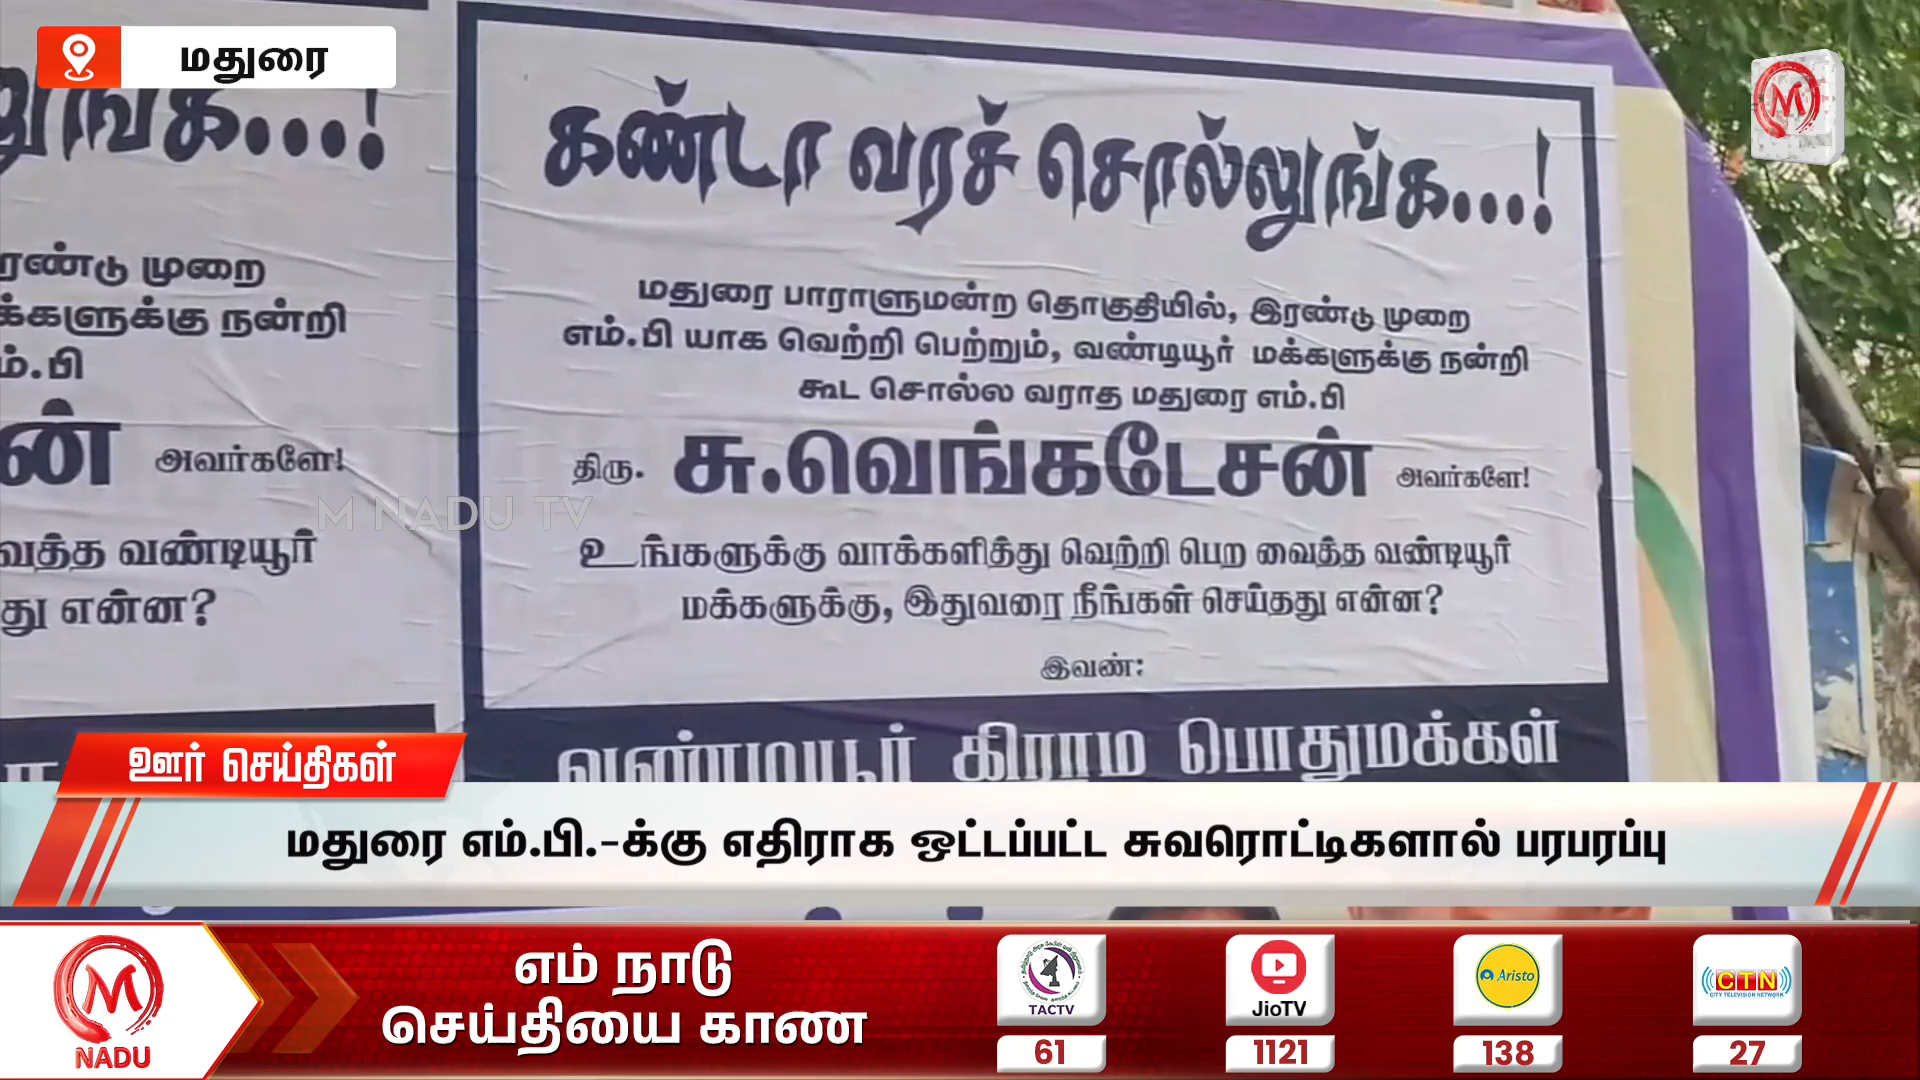 மதுரை
லுங்க...!
ரண்டு முறை
க்களுக்கு நன்றி
ம்.பி
ன் அவர்களே!
வைத்த வண்டியூர்
து என்ன?
கண்டா வரச் சொல்லுங்க...!
மதுரை பாராளுமன்ற தொகுதியில், இரண்டு முறை
எம்.பி யாக வெற்றி பெற்றும், வண்டியூர் மக்களுக்கு நன்றி
கூட சொல்ல வராத மதுரை எம்.பி
திரு. சு.வெங்கடேசன் அவர்களே!
M NADU TV
உங்களுக்கு வாக்களித்து வெற்றி பெற வைத்த வண்டியூர்
மக்களுக்கு, இதுவரை நீங்கள் செய்தது என்ன?
இவண்:
வண்டியூர் கிராம பொதுமக்கள்
ஊர் செய்திகள்
மதுரை எம்.பி.-க்கு எதிராக ஒட்டப்பட்ட சுவரொட்டிகளால் பரபரப்பு
M
NADU
எம் நாடு
செய்தியை காண
TACTV
61
JioTV
1121
Aristo
138
CTN
CITY TELEVISION NETWORK
27